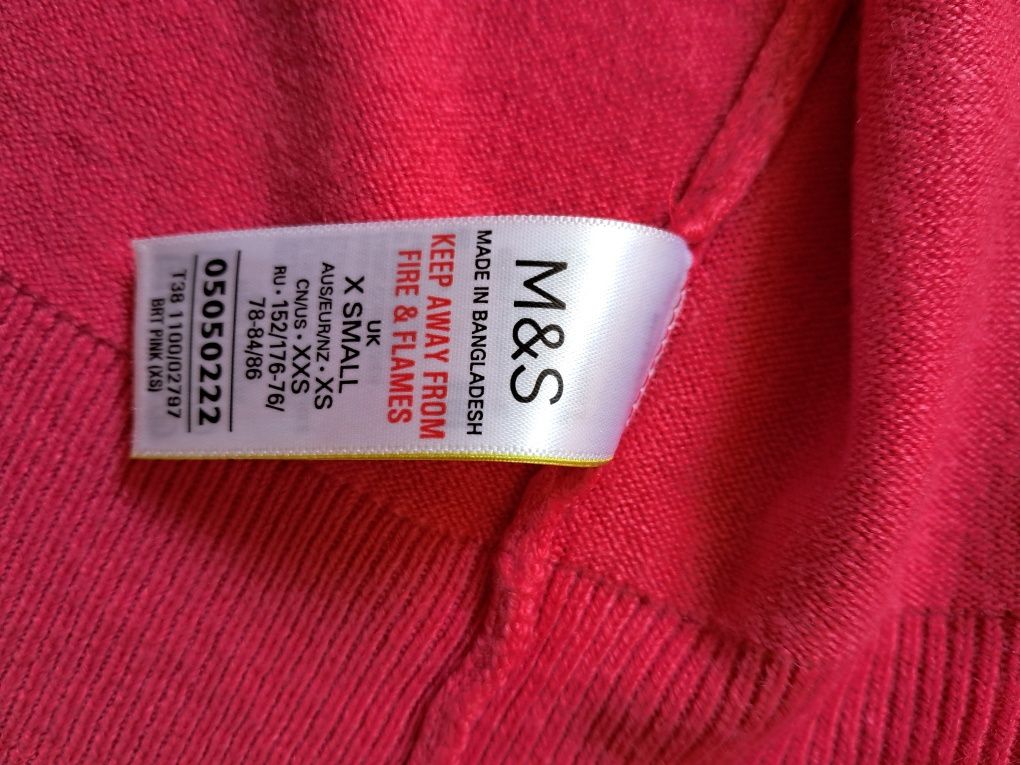 M&S
MADE IN BANGLADESH
KEEP AWAY FROM
FIRE & FLAMES
UK
X SMALL
AUS/EUR/NZ • XS
CN/US • XXS
RU • 152/176-76/
78-84/86
05050222
T38 1100/02797
BRT PINK (XS)